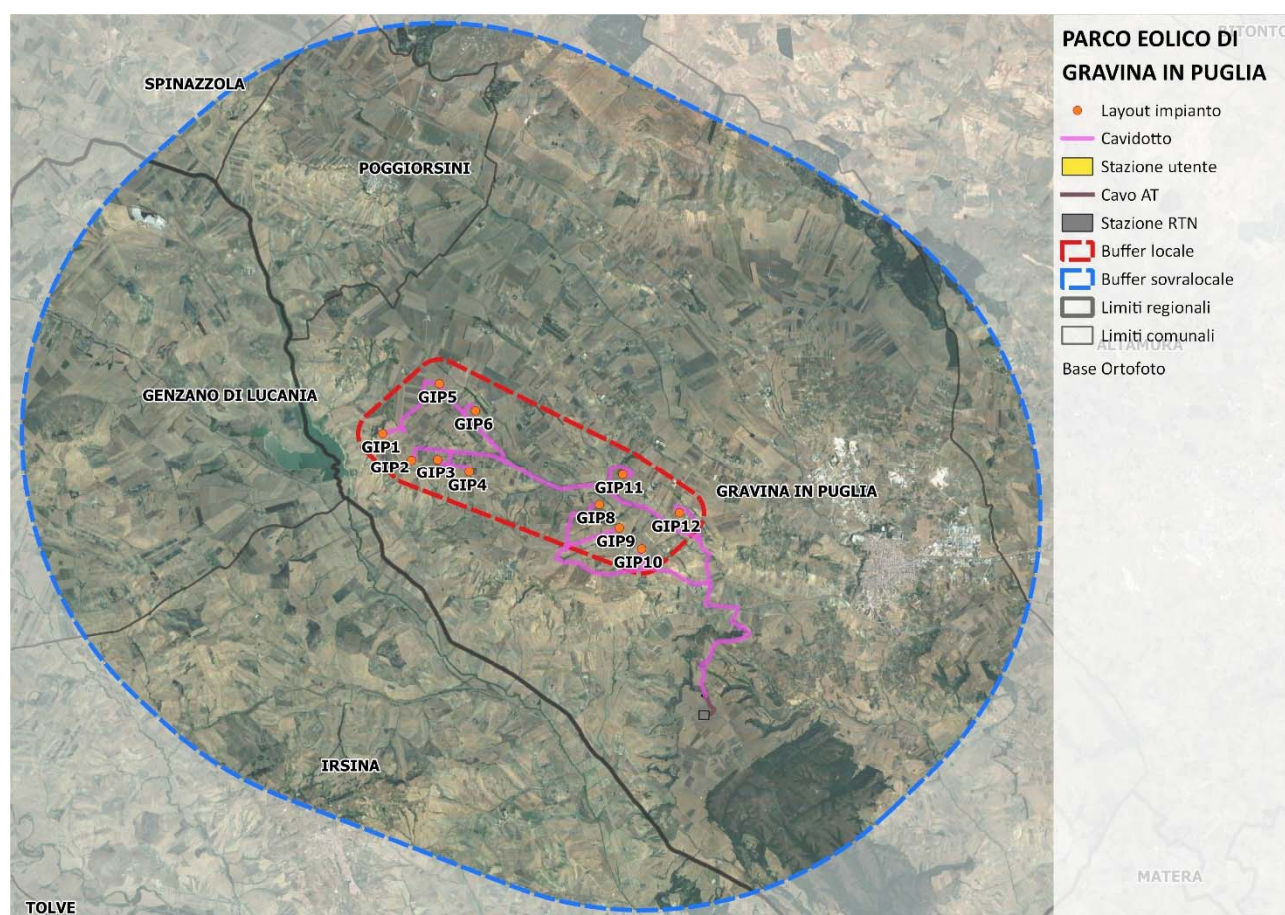 BITONTO
PARCO EOLICO DI
GRAVINA IN PUGLIA
Layout impianto
Cavidotto
Stazione utente
Cavo AT
Stazione RTN
Buffer locale
Buffer sovralocale
Limiti regionali
Limiti comunali
ALTAMURA
Base Ortofoto
MATERA
SPINAZZOLA
POGGIORSINI
GENZANO DI LUCANIA
GIP5
GIP6
GIP1
GIP2
GIP3
GIP4
GIP11
GRAVINA IN PUGLIA
GIP8
GIP12
GIP9
GIP10
IRSINA
TOLVE